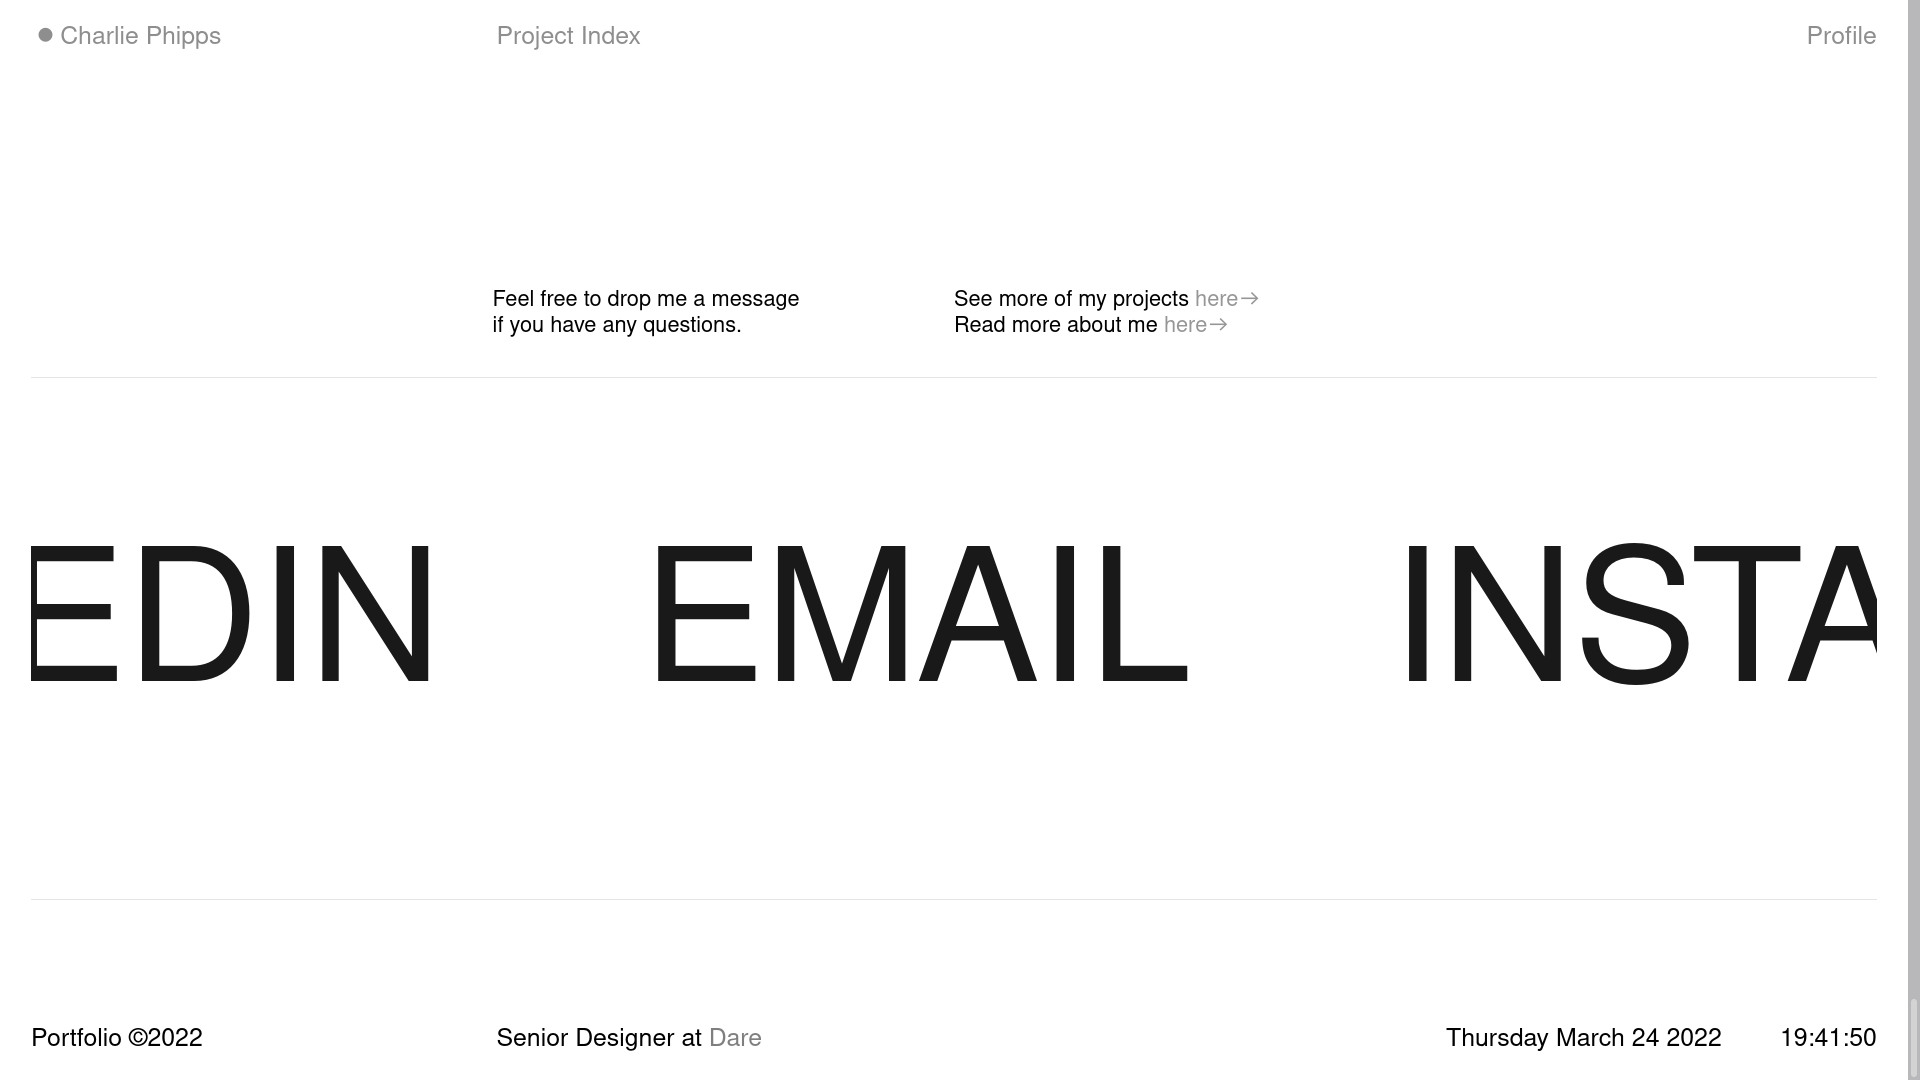 Charlie Phipps
Project Index
Profile
Feel free to drop me a message
if you have any questions.
See more of my projects here→
Read more about me here→
EDIN
EMAIL
INSTA
Portfolio ©2022
Senior Designer at Dare
Thursday March 24 2022
19:41:50